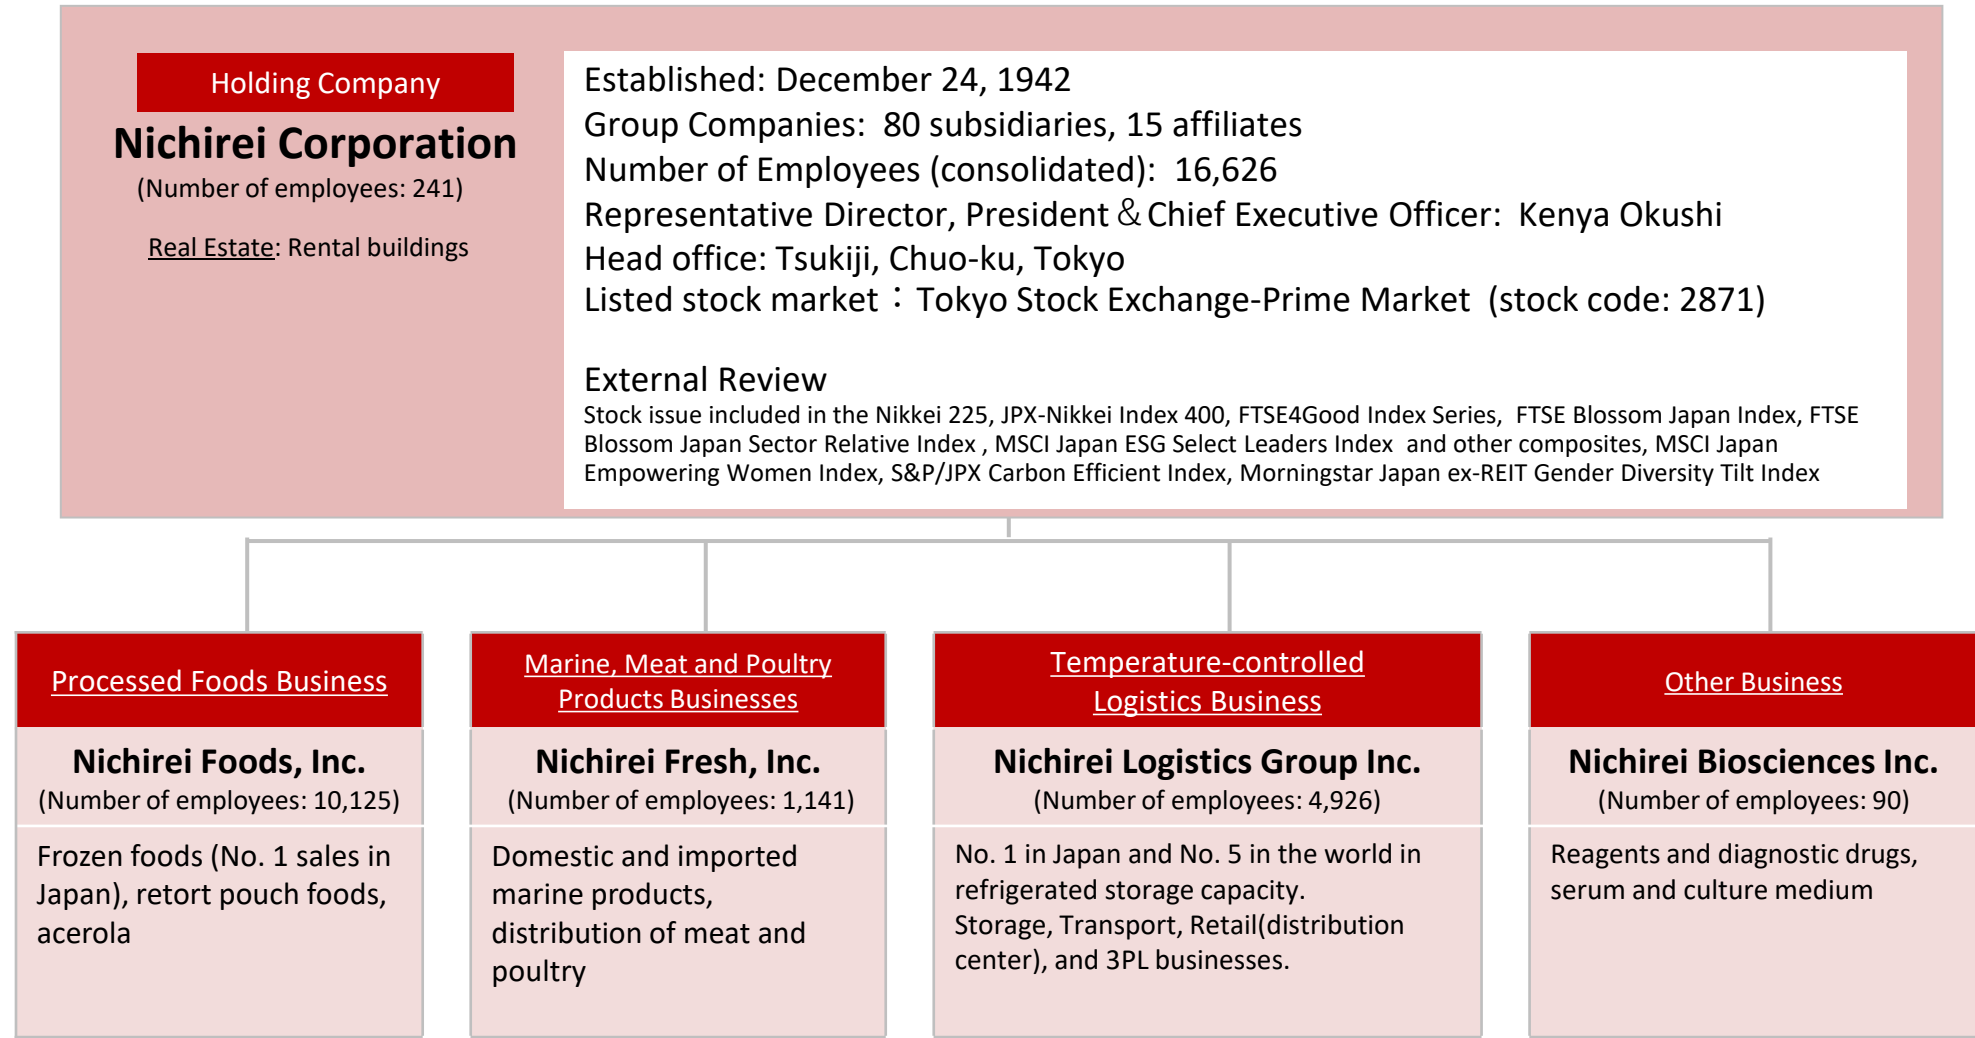 Holding Company
Nichirei Corporation
(Number of employees: 241)
Real Estate: Rental buildings
Established: December 24, 1942
Group Companies: 80 subsidiaries, 15 affiliates
Number of Employees (consolidated): 16,626
Representative Director, President＆Chief Executive Officer: Kenya Okushi
Head office: Tsukiji, Chuo-ku, Tokyo
Listed stock market：Tokyo Stock Exchange-Prime Market (stock code: 2871)
External Review
Stock issue included in the Nikkei 225, JPX-Nikkei Index 400, FTSE4Good Index Series, FTSE Blossom Japan Index, FTSE
Blossom Japan Sector Relative Index , MSCI Japan ESG Select Leaders Index and other composites, MSCI Japan
Empowering Women Index, S&P/JPX Carbon Efficient Index, Morningstar Japan ex-REIT Gender Diversity Tilt Index
Processed Foods Business
Nichirei Foods, Inc.
(Number of employees: 10,125)
Frozen foods (No. 1 sales in
Japan), retort pouch foods,
acerola
Marine, Meat and Poultry
Products Businesses
Nichirei Fresh, Inc.
(Number of employees: 1,141)
Domestic and imported
marine products,
distribution of meat and
poultry
Temperature-controlled
Logistics Business
Nichirei Logistics Group Inc.
(Number of employees: 4,926)
No. 1 in Japan and No. 5 in the world in
refrigerated storage capacity.
Storage, Transport, Retail(distribution
center), and 3PL businesses.
Other Business
Nichirei Biosciences Inc.
(Number of employees: 90)
Reagents and diagnostic drugs,
serum and culture medium